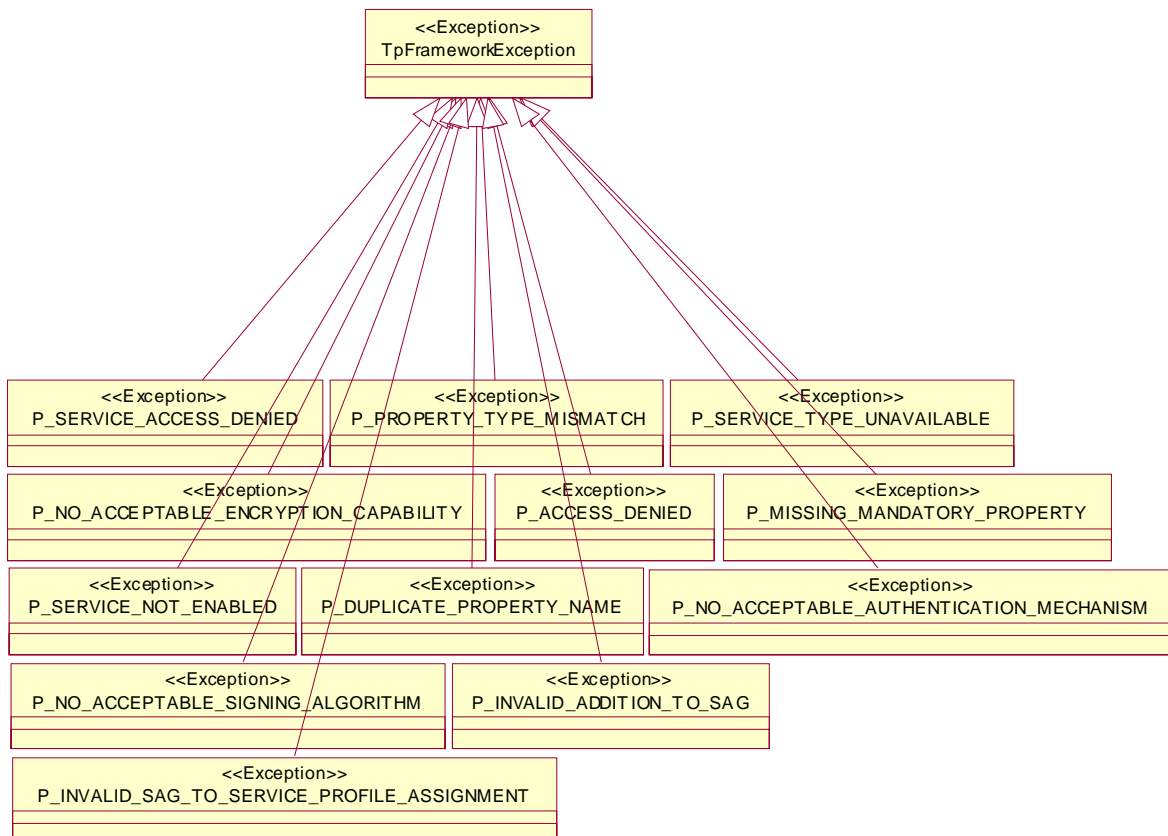 <<Exception>>
TpFrameworkException
<<Exception>>
P_SERVICE_ACCESS_DENIED
<<Exception>>
P_PROPERTY_TYPE_MISMATCH
<<Exception>>
P_SERVICE_TYPE_UNAVAILABLE
<<Exception>>
P_NO_ACCEPTABLE_ENCRYPTION_CAPABILITY
<<Exception>>
P_ACCESS_DENIED
<<Exception>>
P_MISSING_MANDATORY_PROPERTY
<<Exception>>
P_SERVICE_NOT_ENABLED
<<Exception>>
P_DUPLICATE_PROPERTY_NAME
<<Exception>>
P_NO_ACCEPTABLE_AUTHENTICATION_MECHANISM
<<Exception>>
P_NO_ACCEPTABLE_SIGNING_ALGORITHM
<<Exception>>
P_INVALID_ADDITION_TO_SAG
<<Exception>>
P_INVALID_SAG_TO_SERVICE_PROFILE_ASSIGNMENT